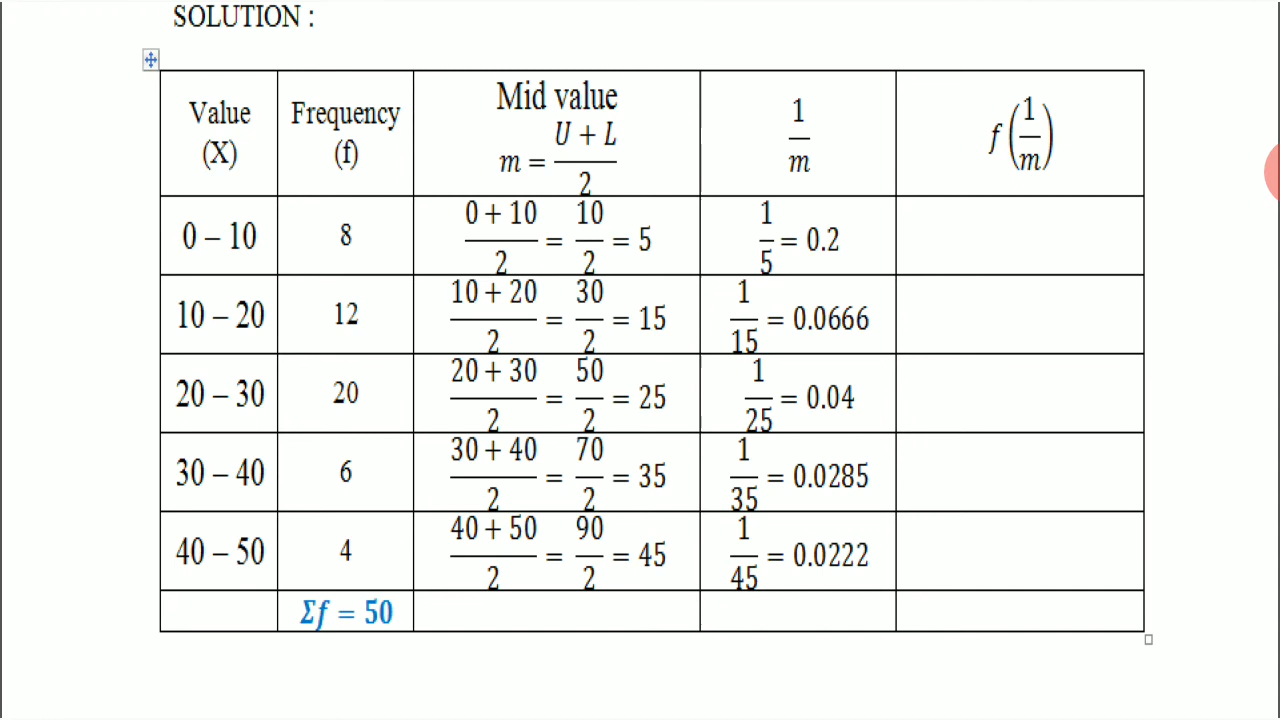 SOLUTION :
Value (X) | Frequency (f) | Mid value m = (U + L)/2 | 1/m | f(1/m)
0 – 10 | 8 | (0 + 10)/2 = 10/2 = 5 | 1/5 = 0.2 |
10 – 20 | 12 | (10 + 20)/2 = 30/2 = 15 | 1/15 = 0.0666 |
20 – 30 | 20 | (20 + 30)/2 = 50/2 = 25 | 1/25 = 0.04 |
30 – 40 | 6 | (30 + 40)/2 = 70/2 = 35 | 1/35 = 0.0285 |
40 – 50 | 4 | (40 + 50)/2 = 90/2 = 45 | 1/45 = 0.0222 |
Σf = 50